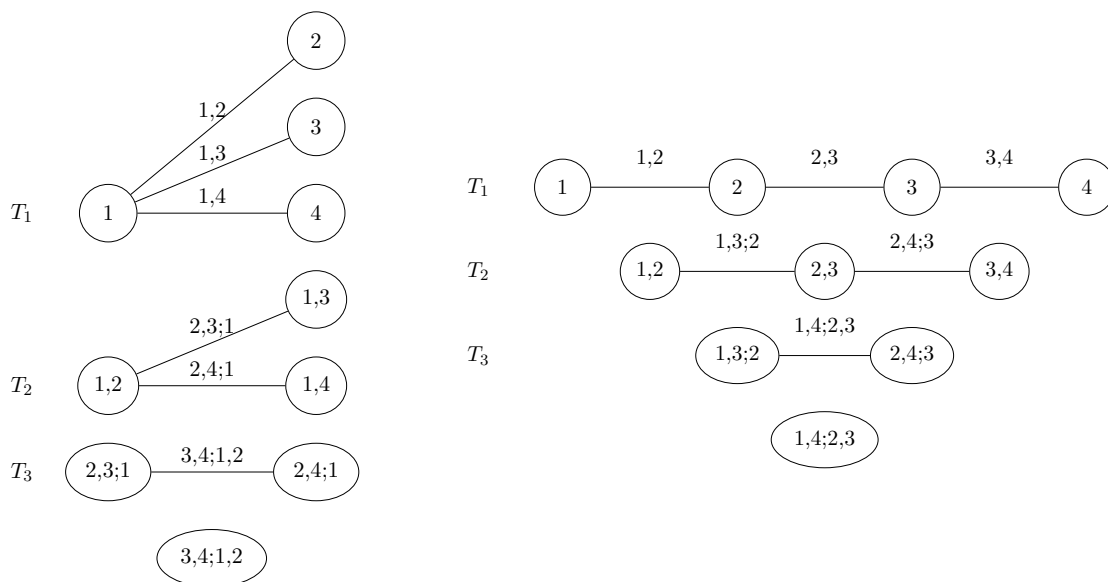 2
1,2
3
1,3
T1 1 1,4 4
1,3
2,3;1
T2 1,2 2,4;1 1,4
T3 2,3;1 3,4;1,2 2,4;1
3,4;1,2
1,2 2,3 3,4
T1 1 2 3 4
1,3;2 2,4;3
T2 1,2 2,3 3,4
1,4;2,3
T3 1,3;2 2,4;3
1,4;2,3